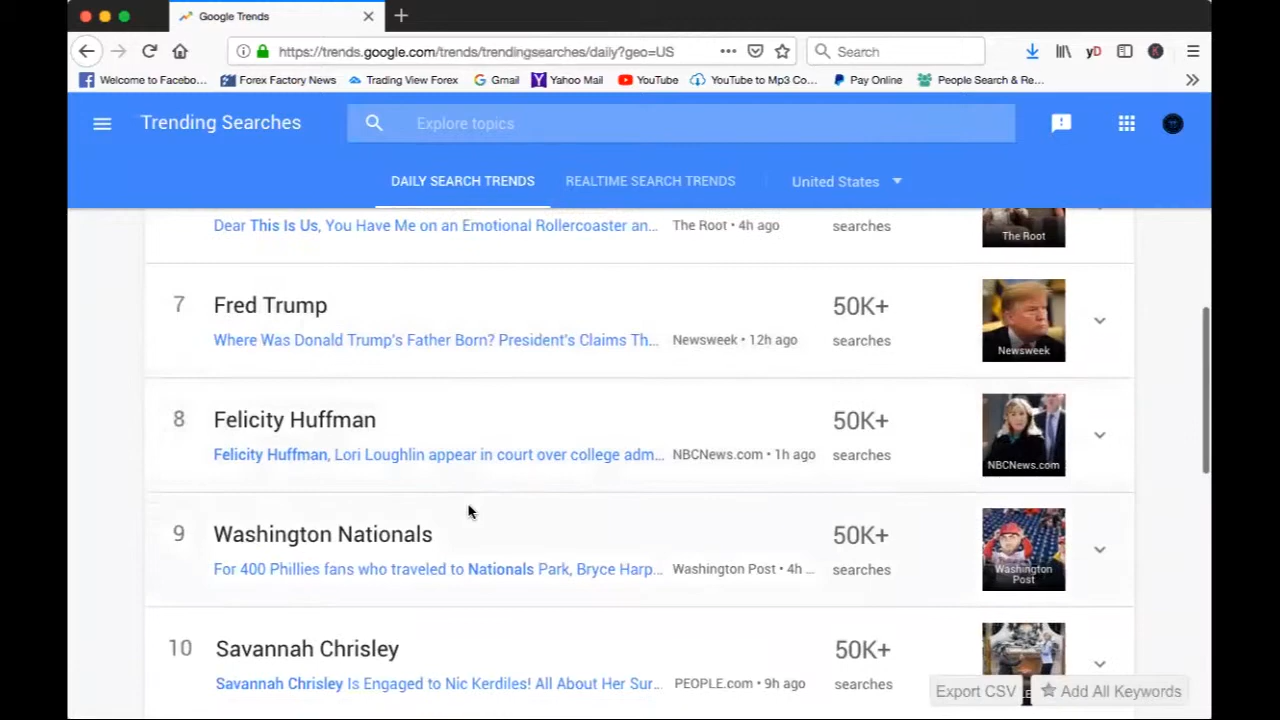 Google Trends
https://trends.google.com/trends/trendingsearches/daily?geo=US
Search
yD
K
Welcome to Facebo...
Forex Factory News
Trading View Forex
Gmail
Yahoo Mail
YouTube
YouTube to Mp3 Co...
Pay Online
People Search & Re...
Trending Searches
Explore topics
DAILY SEARCH TRENDS
REALTIME SEARCH TRENDS
United States
Dear This Is Us, You Have Me on an Emotional Rollercoaster an...
The Root • 4h ago
searches
The Root
7
Fred Trump
50K+
Where Was Donald Trump's Father Born? President's Claims Th...
Newsweek • 12h ago
searches
Newsweek
8
Felicity Huffman
50K+
Felicity Huffman, Lori Loughlin appear in court over college adm...
NBCNews.com • 1h ago
searches
NBCNews.com
9
Washington Nationals
50K+
For 400 Phillies fans who traveled to Nationals Park, Bryce Harp...
Washington Post • 4h ...
searches
Washington
Post
10
Savannah Chrisley
50K+
Savannah Chrisley Is Engaged to Nic Kerdiles! All About Her Sur...
PEOPLE.com • 9h ago
searches
Export CSV
Add All Keywords